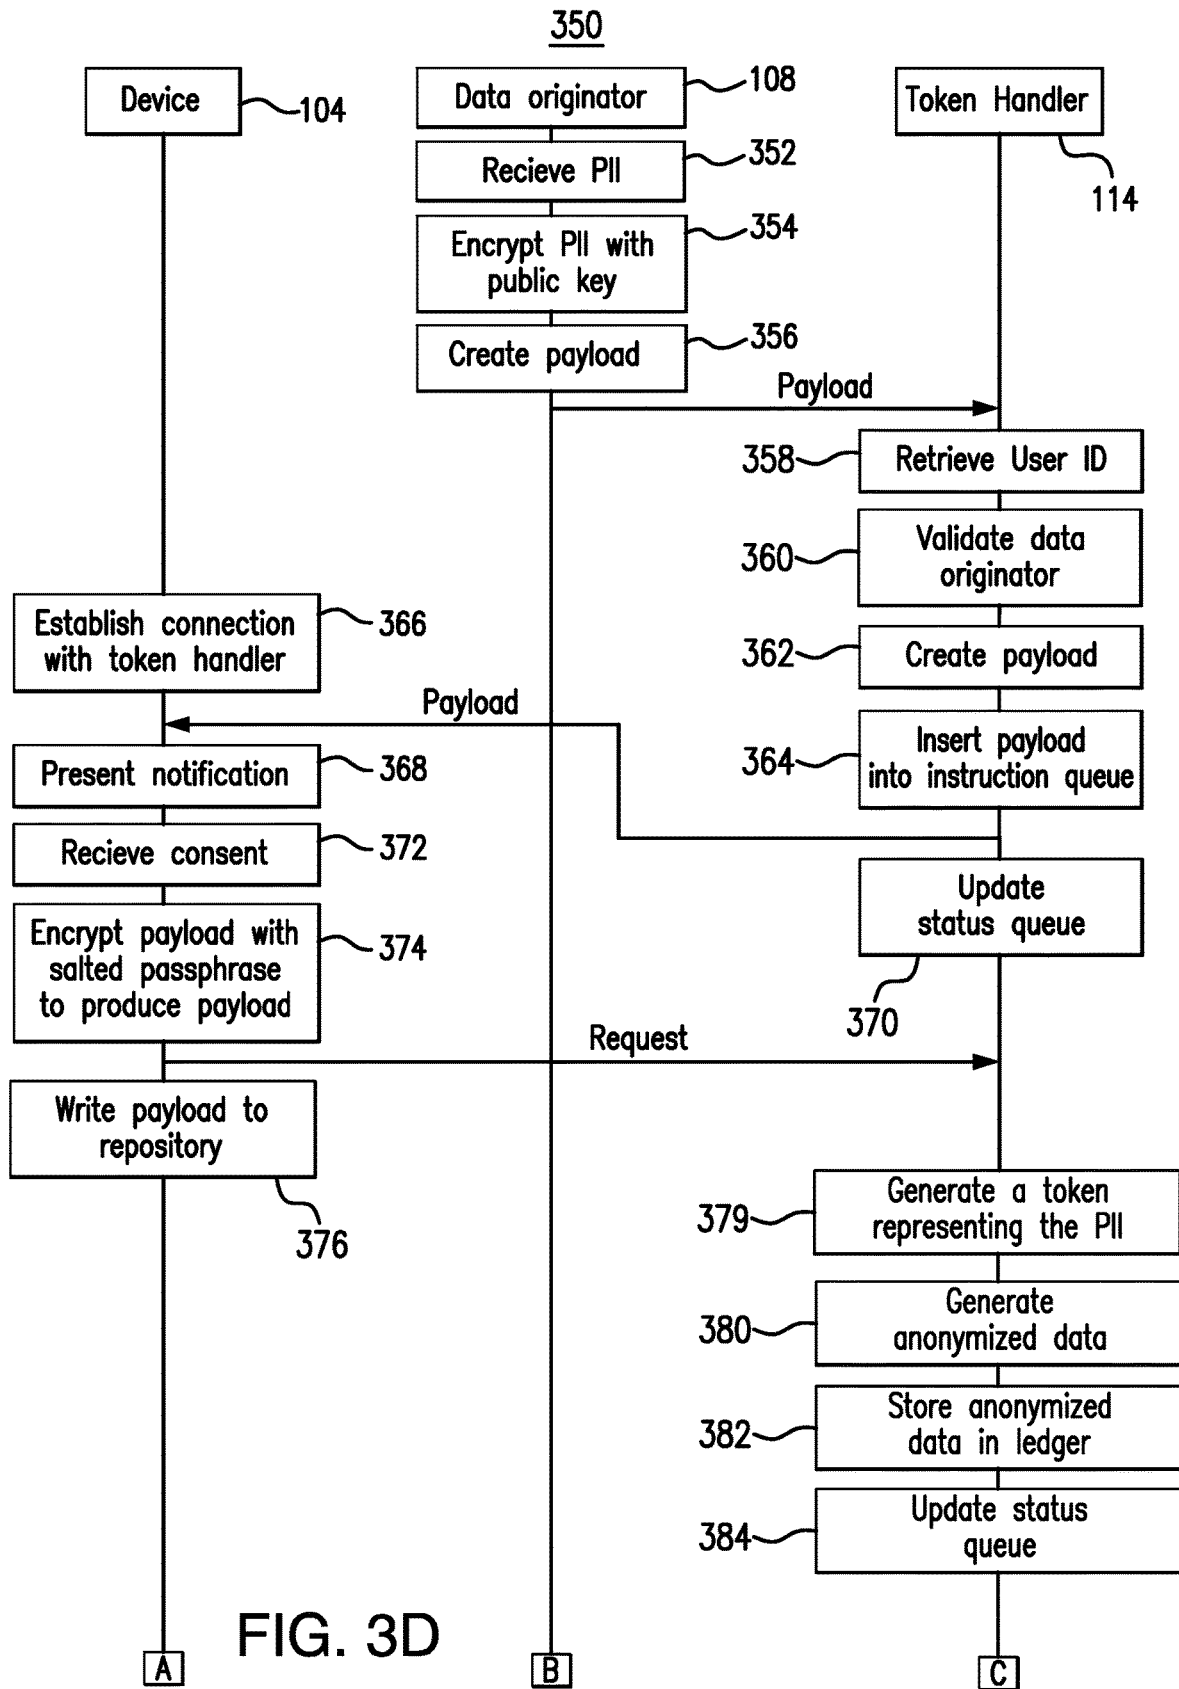 350
Device
104
Data originator
108
Token Handler
114
Recieve PII
352
Encrypt PII with
public key
354
Create payload
356
Payload
358
Retrieve User ID
360
Validate data
originator
Establish connection
with token handler
366
362
Create payload
Payload
364
Insert payload
into instruction queue
Present notification
368
Recieve consent
372
Update
status queue
370
Encrypt payload with
salted passphrase
to produce payload
374
Request
Write payload to
repository
376
379
Generate a token
representing the PII
380
Generate
anonymized data
382
Store anonymized
data in ledger
384
Update status
queue
FIG. 3D
A
B
C